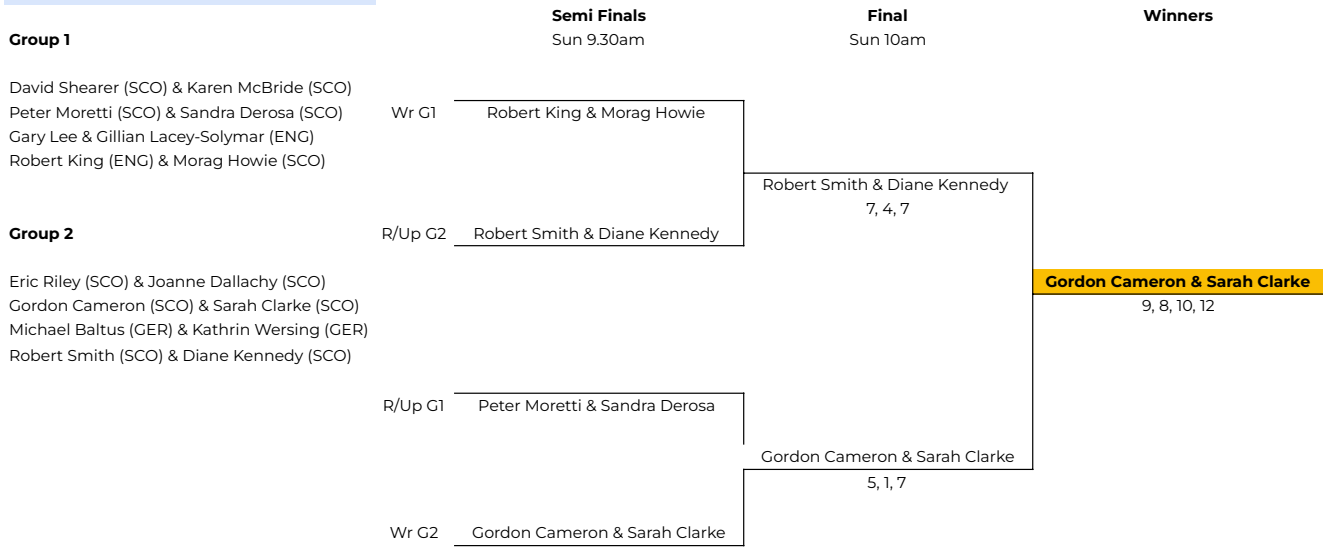 Semi Finals
Final
Winners
Group 1
Sun 9.30am
Sun 10am
David Shearer (SCO) & Karen McBride (SCO)
Peter Moretti (SCO) & Sandra Derosa (SCO)
Wr G1
Robert King & Morag Howie
Gary Lee & Gillian Lacey-Solymar (ENG)
Robert King (ENG) & Morag Howie (SCO)
Robert Smith & Diane Kennedy
7, 4, 7
Group 2
R/Up G2
Robert Smith & Diane Kennedy
Eric Riley (SCO) & Joanne Dallachy (SCO)
Gordon Cameron & Sarah Clarke
Gordon Cameron (SCO) & Sarah Clarke (SCO)
9, 8, 10, 12
Michael Baltus (GER) & Kathrin Wersing (GER)
Robert Smith (SCO) & Diane Kennedy (SCO)
R/Up G1
Peter Moretti & Sandra Derosa
Gordon Cameron & Sarah Clarke
5, 1, 7
Wr G2
Gordon Cameron & Sarah Clarke